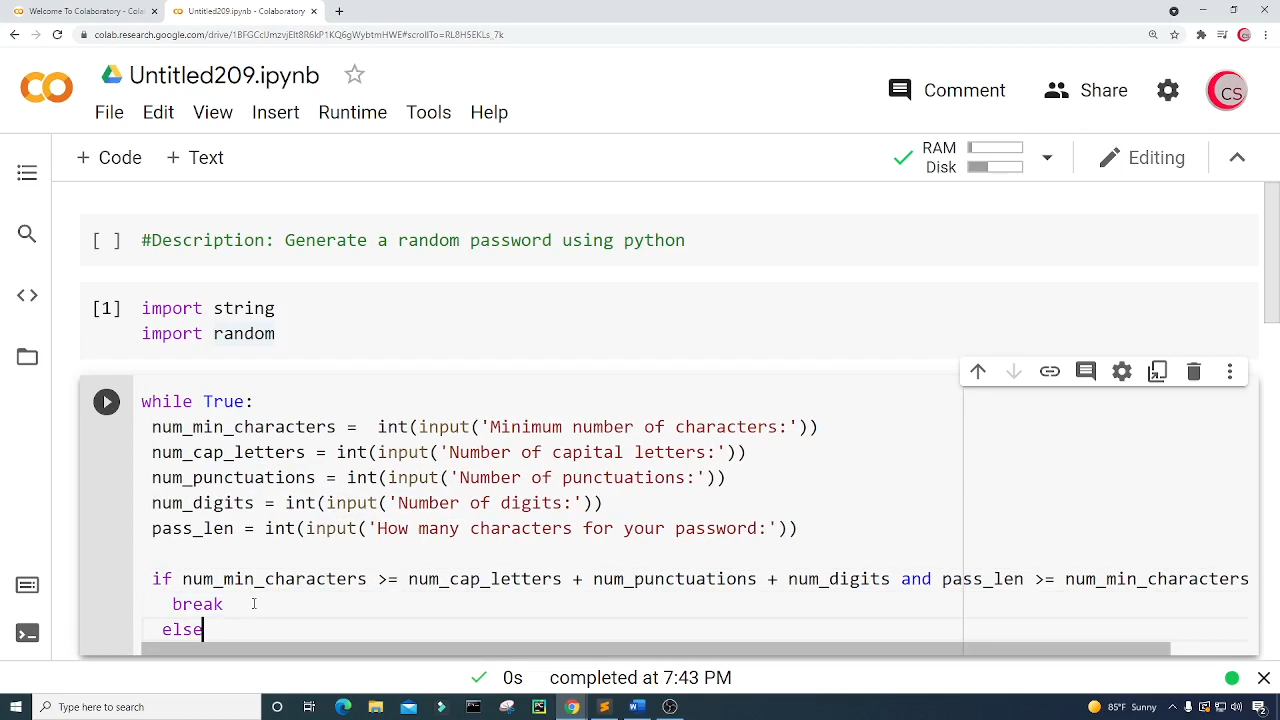 Welcome To Colaboratory - Colal
Untitled209.ipynb - Colaboratory
colab.research.google.com/drive/1BFGCciJmzvjElt8R6kP1KQ6gWybtmHWE#scrollTo=RL8H5EKLs_7k
Untitled209.ipynb
Comment
Share
CS
File Edit View Insert Runtime Tools Help
+ Code + Text
RAM
Disk
Editing
[ ] #Description: Generate a random password using python
[1] import string
import random
while True:
num_min_characters =  int(input('Minimum number of characters:'))
num_cap_letters = int(input('Number of capital letters:'))
num_punctuations = int(input('Number of punctuations:'))
num_digits = int(input('Number of digits:'))
pass_len = int(input('How many characters for your password:'))
if num_min_characters >= num_cap_letters + num_punctuations + num_digits and pass_len >= num_min_characters
break
else
0s completed at 7:43 PM
Type here to search
85°F Sunny